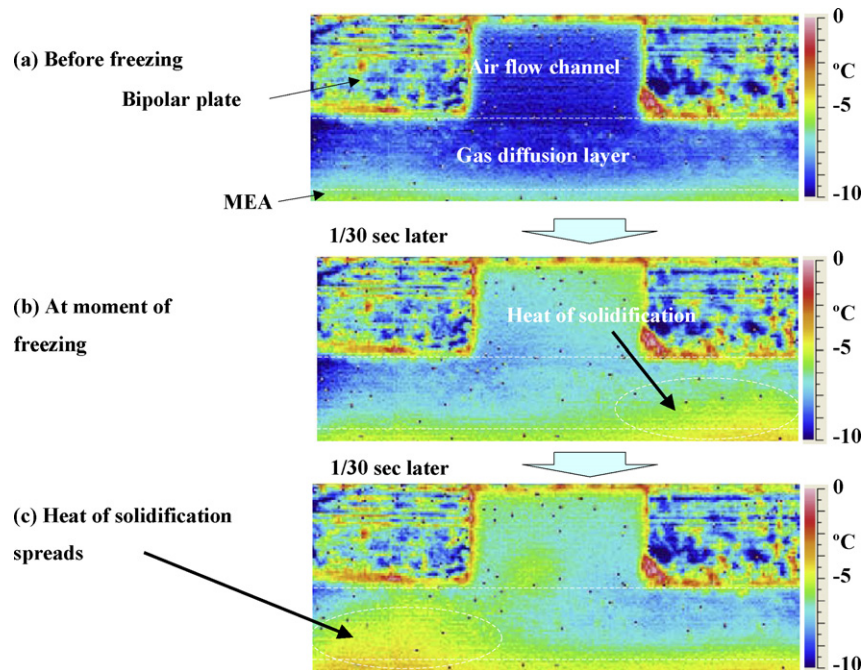 (a) Before freezing
Bipolar plate
MEA
Air flow channel
Gas diffusion layer
0
°C
-5
-10
1/30 sec later
(b) At moment of
freezing
Heat of solidification
0
°C
-5
-10
1/30 sec later
(c) Heat of solidification
spreads
0
°C
-5
-10